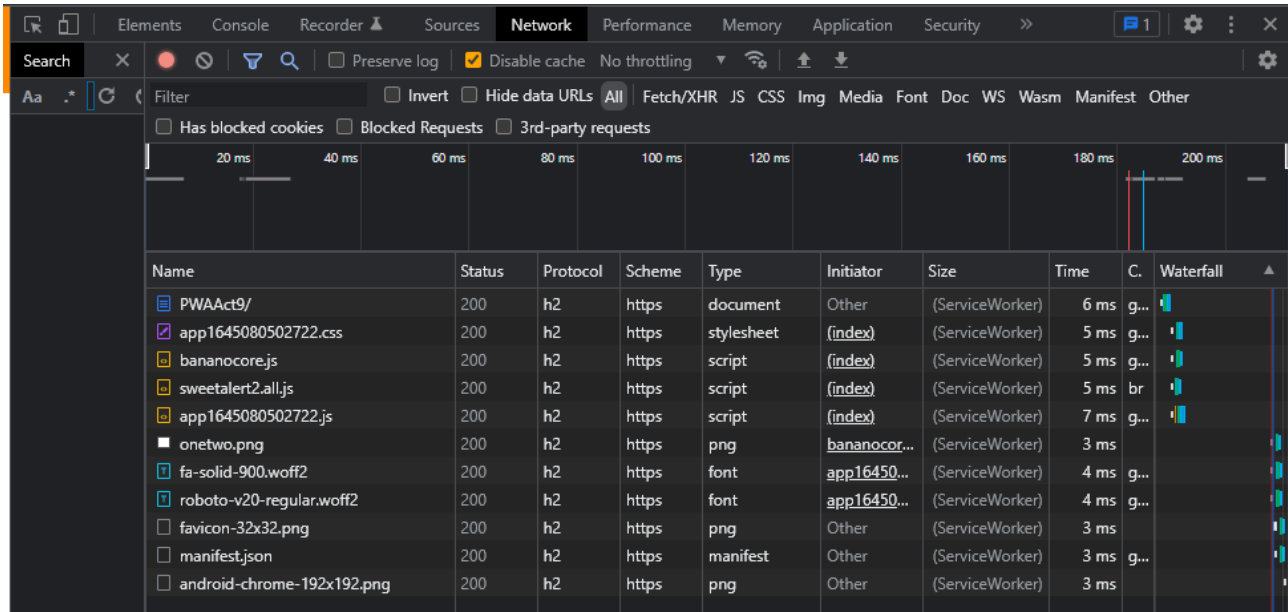 Elements Console Recorder Sources Network Performance Memory Application Security » 1
Search × Preserve log Disable cache No throttling
Aa .* Filter Invert Hide data URLs All Fetch/XHR JS CSS Img Media Font Doc WS Wasm Manifest Other
Has blocked cookies Blocked Requests 3rd-party requests
20 ms 40 ms 60 ms 80 ms 100 ms 120 ms 140 ms 160 ms 180 ms 200 ms
Name Status Protocol Scheme Type Initiator Size Time C. Waterfall
PWAAct9/ 200 h2 https document Other (ServiceWorker) 6 ms g...
app1645080502722.css 200 h2 https stylesheet (index) (ServiceWorker) 5 ms g...
bananocore.js 200 h2 https script (index) (ServiceWorker) 5 ms g...
sweetalert2.all.js 200 h2 https script (index) (ServiceWorker) 5 ms br
app1645080502722.js 200 h2 https script (index) (ServiceWorker) 7 ms g...
onetwo.png 200 h2 https png bananocor... (ServiceWorker) 3 ms
fa-solid-900.woff2 200 h2 https font app16450... (ServiceWorker) 4 ms g...
roboto-v20-regular.woff2 200 h2 https font app16450... (ServiceWorker) 4 ms g...
favicon-32x32.png 200 h2 https png Other (ServiceWorker) 3 ms
manifest.json 200 h2 https manifest Other (ServiceWorker) 3 ms g...
android-chrome-192x192.png 200 h2 https png Other (ServiceWorker) 3 ms